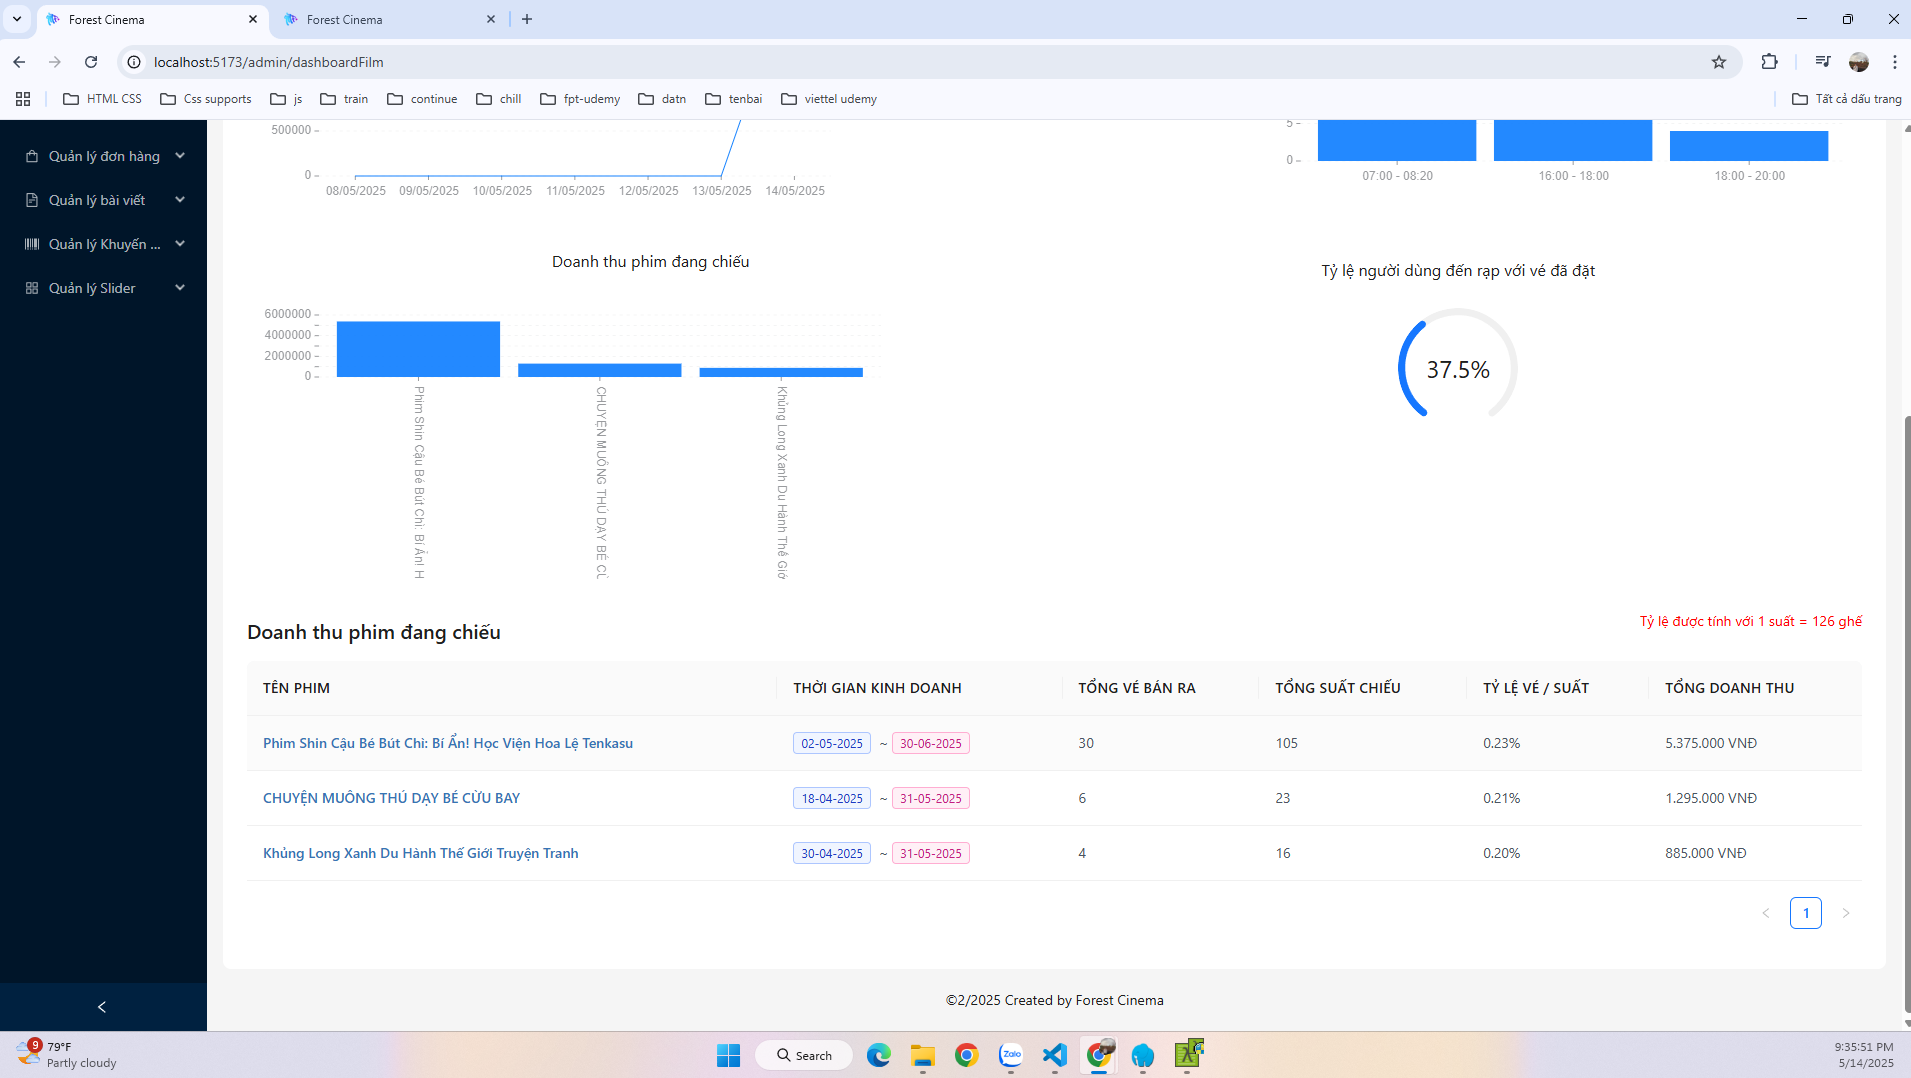 Forest Cinema
Forest Cinema
localhost:5173/admin/dashboardFilm
HTML CSS
Css supports
js
train
continue
chill
fpt-udemy
datn
tenbai
viettel udemy
Tất cả dấu trang
Quản lý đơn hàng
Quản lý bài viết
Quản lý Khuyến ...
Quản lý Slider
500000
0
08/05/2025 09/05/2025 10/05/2025 11/05/2025 12/05/2025 13/05/2025 14/05/2025
5
0
07:00 - 08:20 16:00 - 18:00 18:00 - 20:00
Doanh thu phim đang chiếu
6000000
4000000
2000000
0
Phim Shin Cậu Bé Bút Chì: Bí Ẩn! H
CHUYỆN MUÔNG THÚ DẠY BÉ CỪ
Khủng Long Xanh Du Hành Thế Giớ
Tỷ lệ người dùng đến rạp với vé đã đặt
37.5%
Doanh thu phim đang chiếu
Tỷ lệ được tính với 1 suất = 126 ghế
TÊN PHIM THỜI GIAN KINH DOANH TỔNG VÉ BÁN RA TỔNG SUẤT CHIẾU TỶ LỆ VÉ / SUẤT TỔNG DOANH THU
Phim Shin Cậu Bé Bút Chì: Bí Ẩn! Học Viện Hoa Lệ Tenkasu 02-05-2025 ~ 30-06-2025 30 105 0.23% 5.375.000 VNĐ
CHUYỆN MUÔNG THÚ DẠY BÉ CỪU BAY 18-04-2025 ~ 31-05-2025 6 23 0.21% 1.295.000 VNĐ
Khủng Long Xanh Du Hành Thế Giới Truyện Tranh 30-04-2025 ~ 31-05-2025 4 16 0.20% 885.000 VNĐ
1
©2/2025 Created by Forest Cinema
9
79°F
Partly cloudy
Search
Zalo
9:35:51 PM
5/14/2025